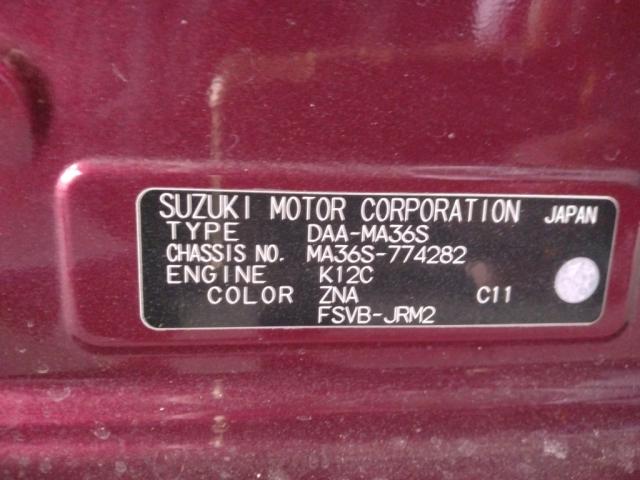 SUZUKI MOTOR CORPORATION JAPAN
TYPE DAA-MA36S
CHASSIS NO. MA36S-774282
ENGINE K12C
COLOR ZNA C11
FSVB-JRM2